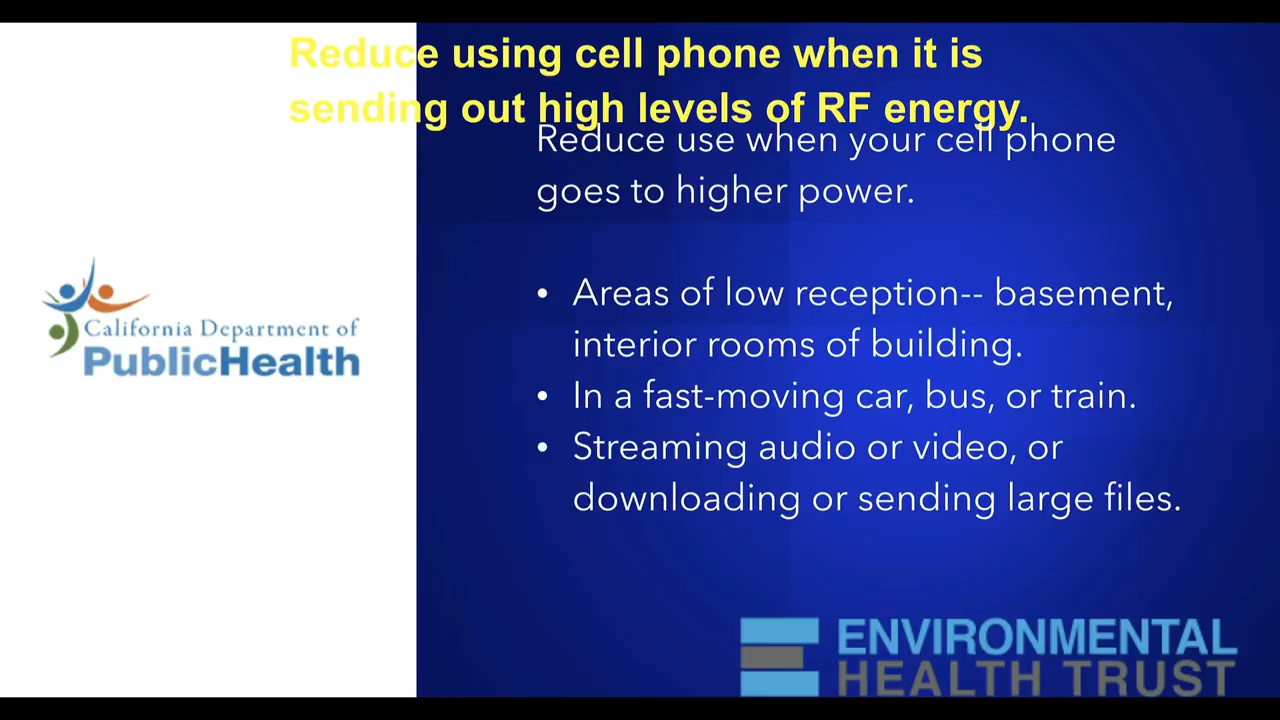 Reduce using cell phone when it is
sending out high levels of RF energy.
Reduce use when your cell phone
goes to higher power.
• Areas of low reception-- basement,
interior rooms of building.
• In a fast-moving car, bus, or train.
• Streaming audio or video, or
downloading or sending large files.
California Department of
PublicHealth
ENVIRONMENTAL
HEALTH TRUST